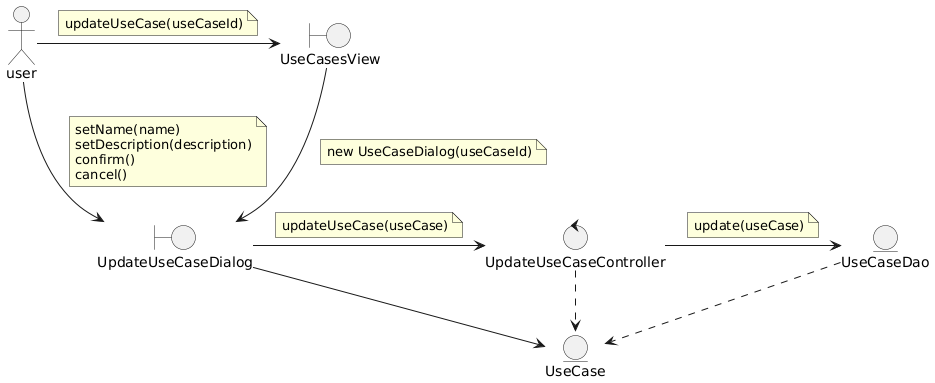 updateUseCase(useCaseId)
user
UseCasesView
setName(name)
setDescription(description)
confirm()
cancel()
new UseCaseDialog(useCaseId)
updateUseCase(useCase)
update(useCase)
UpdateUseCaseDialog
UpdateUseCaseController
UseCaseDao
UseCase